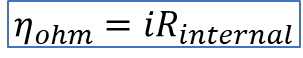 η_ohm = iR_internal